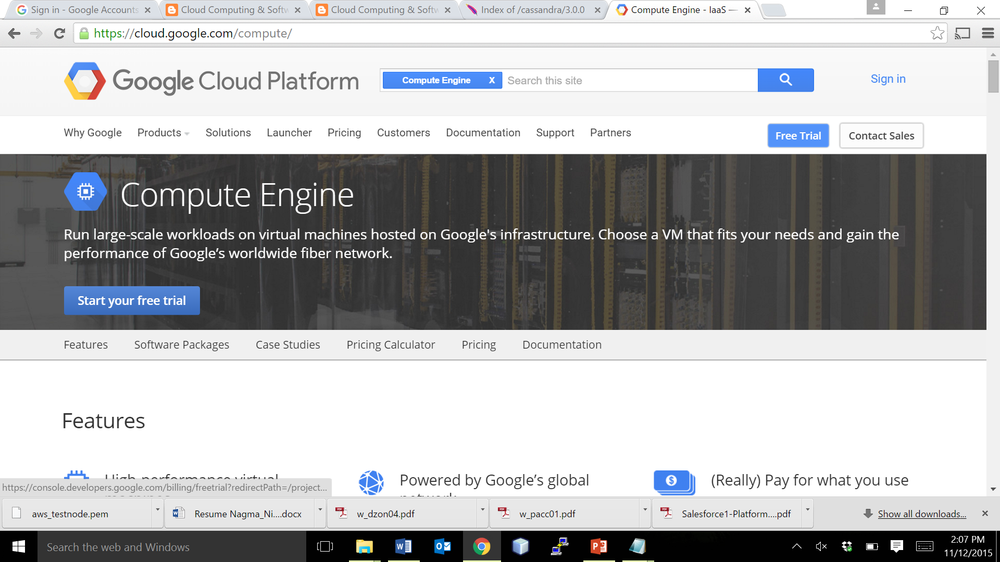 Sign in - Google Accounts
Cloud Computing & Softw
Cloud Computing & Softw
Index of /cassandra/3.0.0
Compute Engine - IaaS —
https://cloud.google.com/compute/
Google Cloud Platform
Compute Engine X
Search this site
Sign in
Why Google Products Solutions Launcher Pricing Customers Documentation Support Partners
Free Trial
Contact Sales
Compute Engine
Run large-scale workloads on virtual machines hosted on Google's infrastructure. Choose a VM that fits your needs and gain the
performance of Google’s worldwide fiber network.
Start your free trial
Features Software Packages Case Studies Pricing Calculator Pricing Documentation
Features
High-performance virtual
Powered by Google’s global
network
(Really) Pay for what you use
https://console.developers.google.com/billing/freetrial?redirectPath=/project...
aws_testnode.pem
Resume Nagma_Ni....docx
w_dzon04.pdf
w_pacc01.pdf
Salesforce1-Platform....pdf
Show all downloads...
Search the web and Windows
2:07 PM
11/12/2015